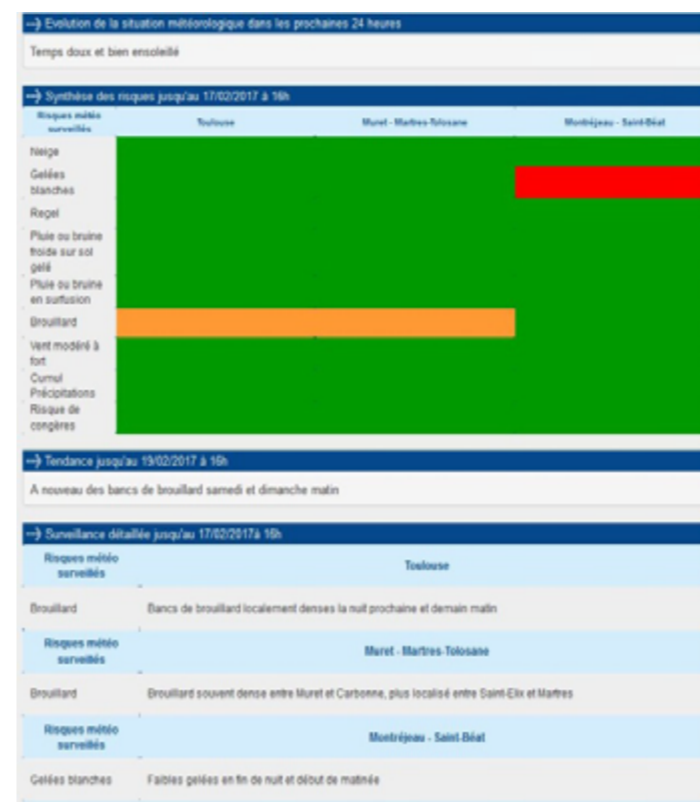 --> Evolution de la situation météorologique dans les prochaines 24 heures
Temps doux et bien ensoleillé
--> Synthèse des risques jusqu'au 17/02/2017 à 16h
Risques météo
surveillés
Toulouse
Muret - Martres-Tolosane
Montréjeau - Saint-Béat
Neige
Gelées
blanches
Regel
Pluie ou bruine
froide sur sol
gelé
Pluie ou bruine
en surfusion
Brouillard
Vent modéré à
fort
Cumul
Précipitations
Risque de
congères
--> Tendance jusqu'au 19/02/2017 à 16h
A nouveau des bancs de brouillard samedi et dimanche matin
--> Surveillance détaillée jusqu'au 17/02/2017à 16h
Risques météo
surveillés
Toulouse
Brouillard
Bancs de brouillard localement denses la nuit prochaine et demain matin
Risques météo
surveillés
Muret - Martres-Tolosane
Brouillard
Brouillard souvent dense entre Muret et Carbonne, plus localisé entre Saint-Elix et Martres
Risques météo
surveillés
Montréjeau - Saint-Béat
Gelées blanches
Faibles gelées en fin de nuit et début de matinée